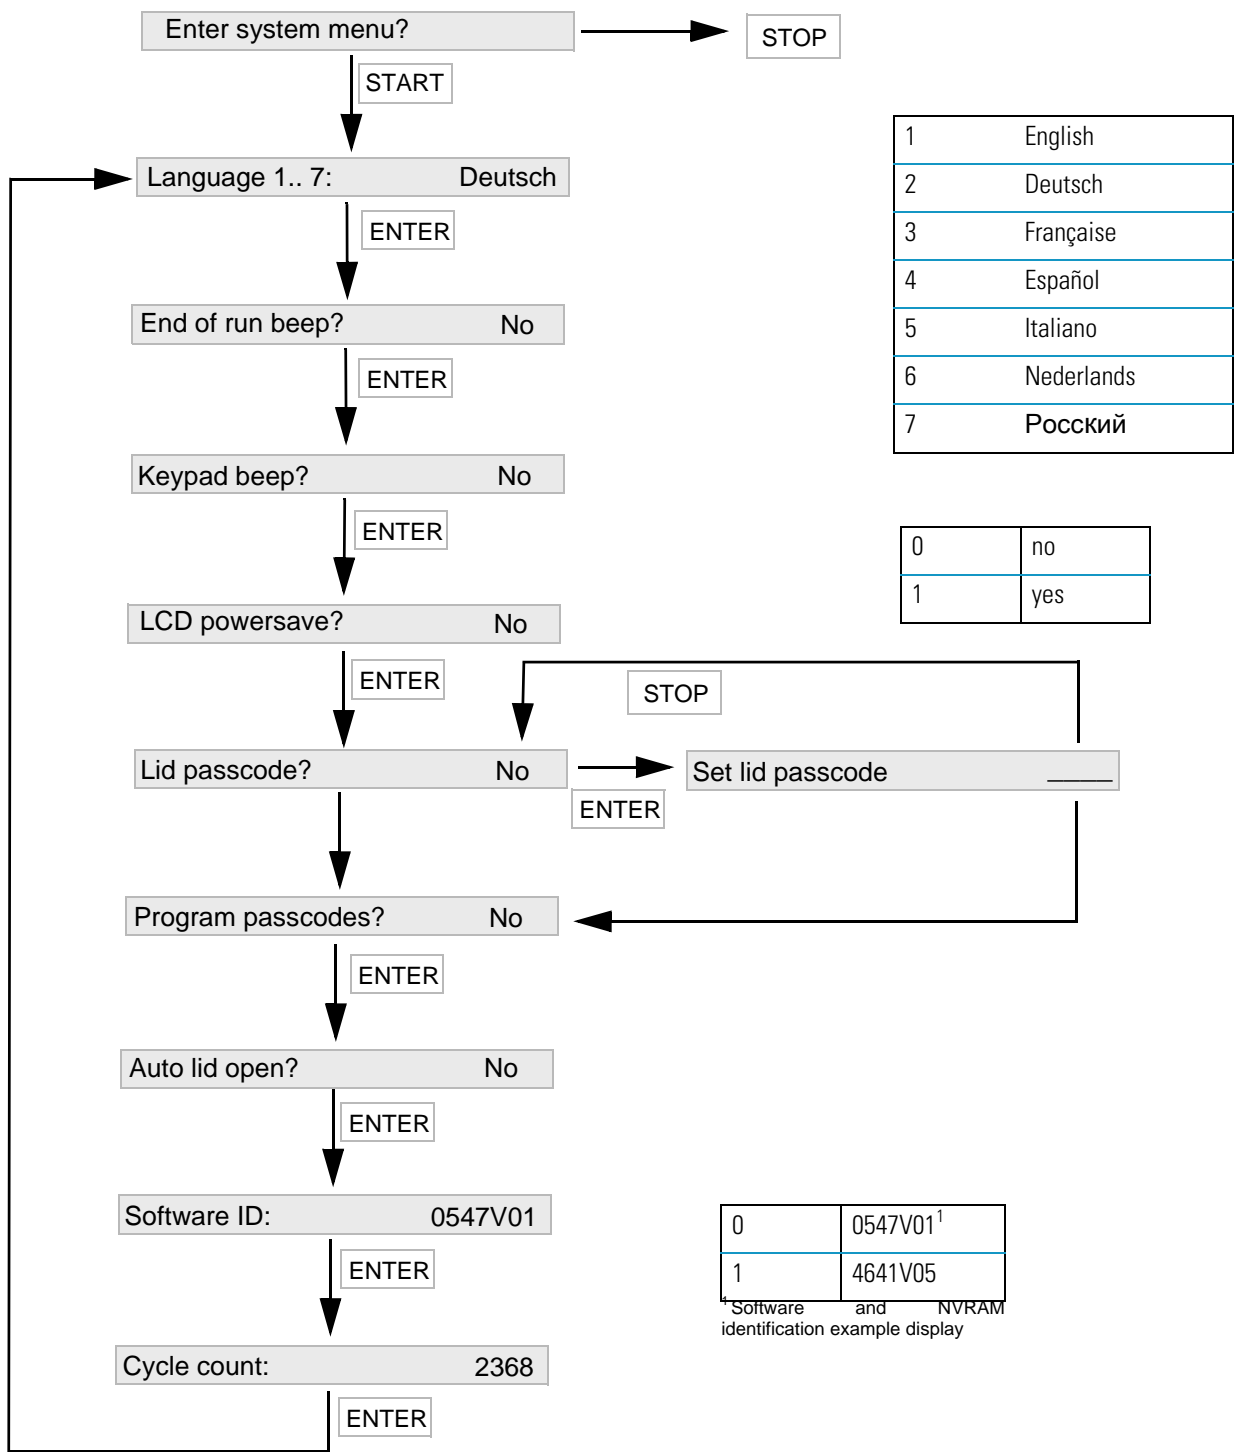 Enter system menu?
STOP
START
Language 1.. 7: Deutsch
ENTER
End of run beep? No
ENTER
Keypad beep? No
ENTER
LCD powersave? No
ENTER
STOP
Lid passcode? No
ENTER
Set lid passcode ____
Program passcodes? No
ENTER
Auto lid open? No
ENTER
Software ID: 0547V01
ENTER
Cycle count: 2368
ENTER
1 English
2 Deutsch
3 Française
4 Español
5 Italiano
6 Nederlands
7 Росский
0 no
1 yes
0 0547V01¹
1 4641V05
¹ Software and NVRAM
identification example display